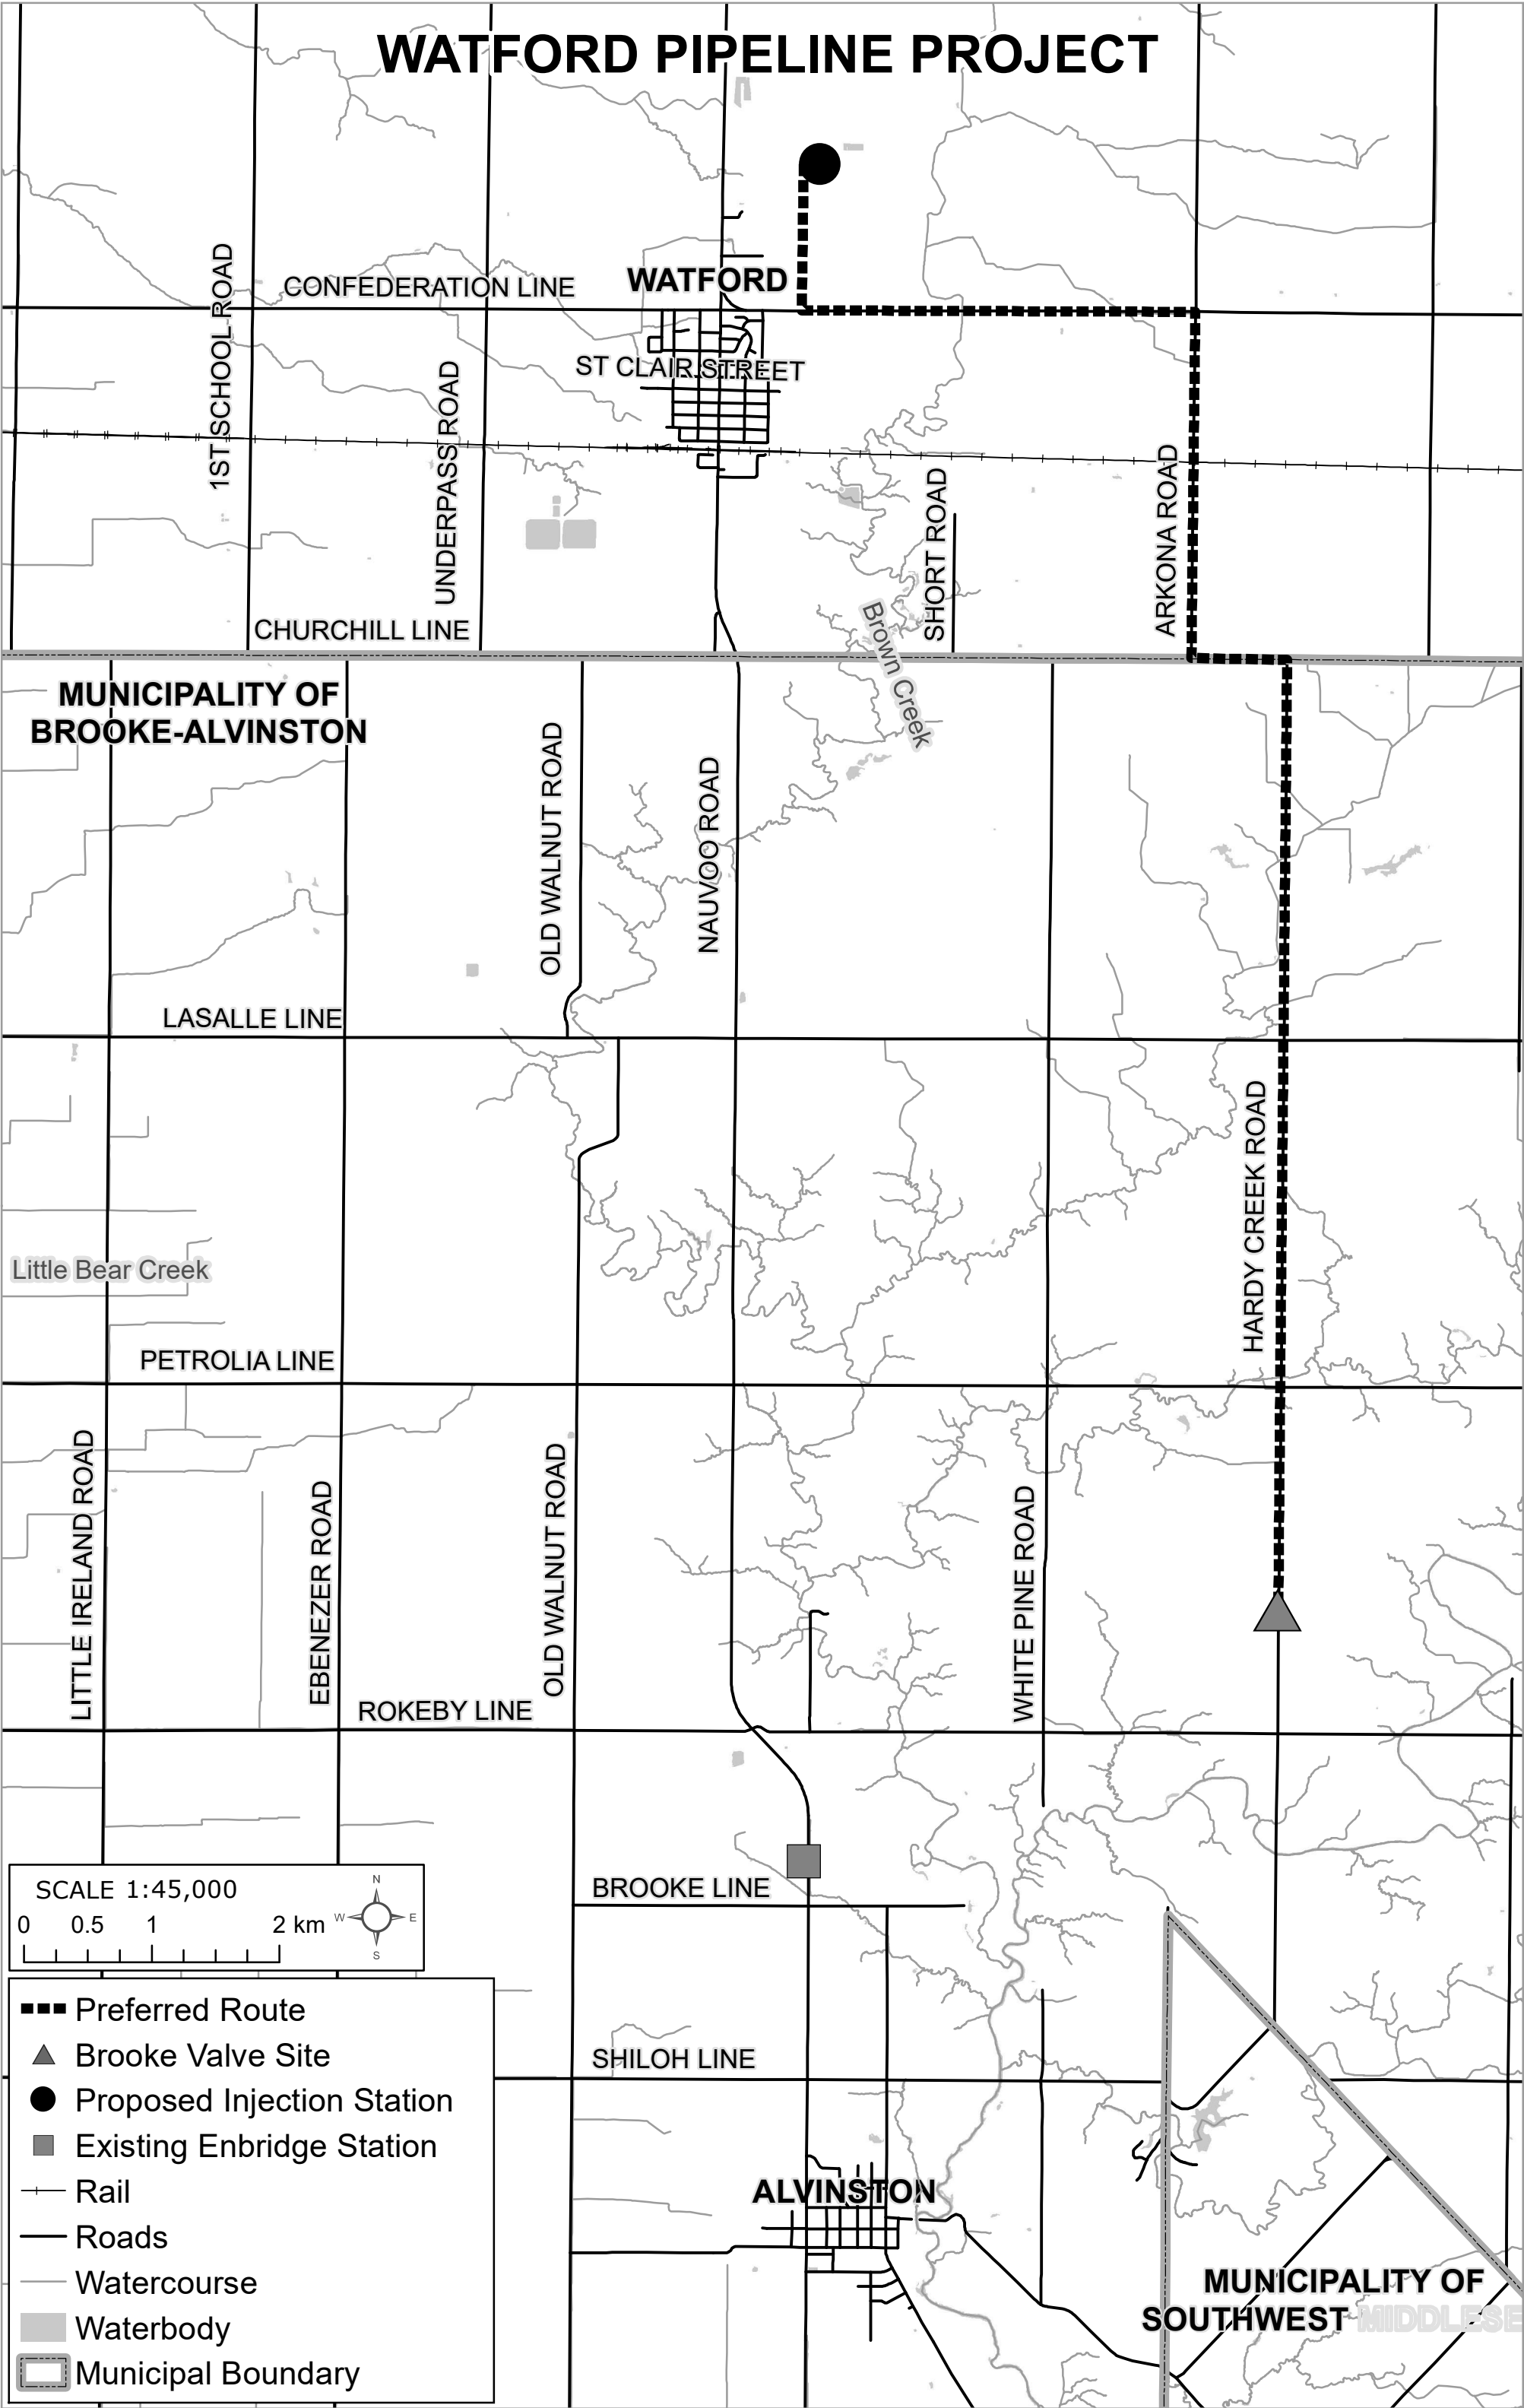 WATFORD PIPELINE PROJECT
WATFORD
CONFEDERATION LINE
1ST SCHOOL ROAD
ST CLAIR STREET
UNDERPASS ROAD
SHORT ROAD
ARKONA ROAD
CHURCHILL LINE
Brown Creek
MUNICIPALITY OF
BROOKE-ALVINSTON
OLD WALNUT ROAD
NAUVOO ROAD
LASALLE LINE
HARDY CREEK ROAD
Little Bear Creek
PETROLIA LINE
LITTLE IRELAND ROAD
EBENEZER ROAD
OLD WALNUT ROAD
WHITE PINE ROAD
ROKEBY LINE
BROOKE LINE
SCALE 1:45,000
0 0.5 1 2 km
N
W E
S
SHILOH LINE
ALVINSTON
MUNICIPALITY OF
SOUTHWEST MIDDLESE
Preferred Route
Brooke Valve Site
Proposed Injection Station
Existing Enbridge Station
Rail
Roads
Watercourse
Waterbody
Municipal Boundary